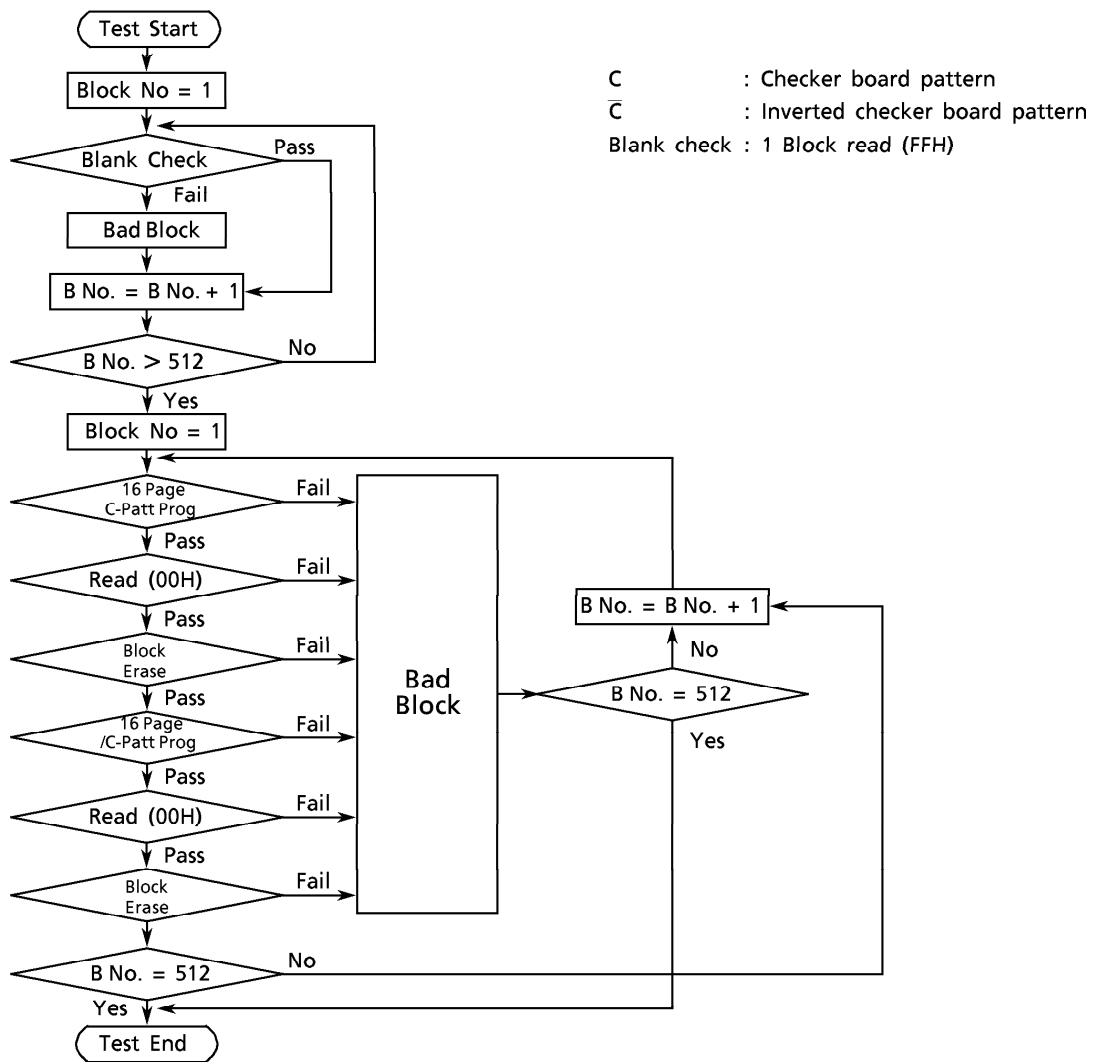 Test Start
Block No = 1
Blank Check
Pass
Fail
Bad Block
B No. = B No. + 1
B No. > 512
No
Yes
Block No = 1
C : Checker board pattern
C̅ : Inverted checker board pattern
Blank check : 1 Block read (FFH)
16 Page
C-Patt Prog
Fail
Pass
Read (00H)
Fail
Pass
Block
Erase
Fail
Pass
16 Page
/C-Patt Prog
Fail
Pass
Read (00H)
Fail
Pass
Block
Erase
Fail
Bad
Block
B No. = B No. + 1
No
B No. = 512
Yes
B No. = 512
No
Yes
Test End